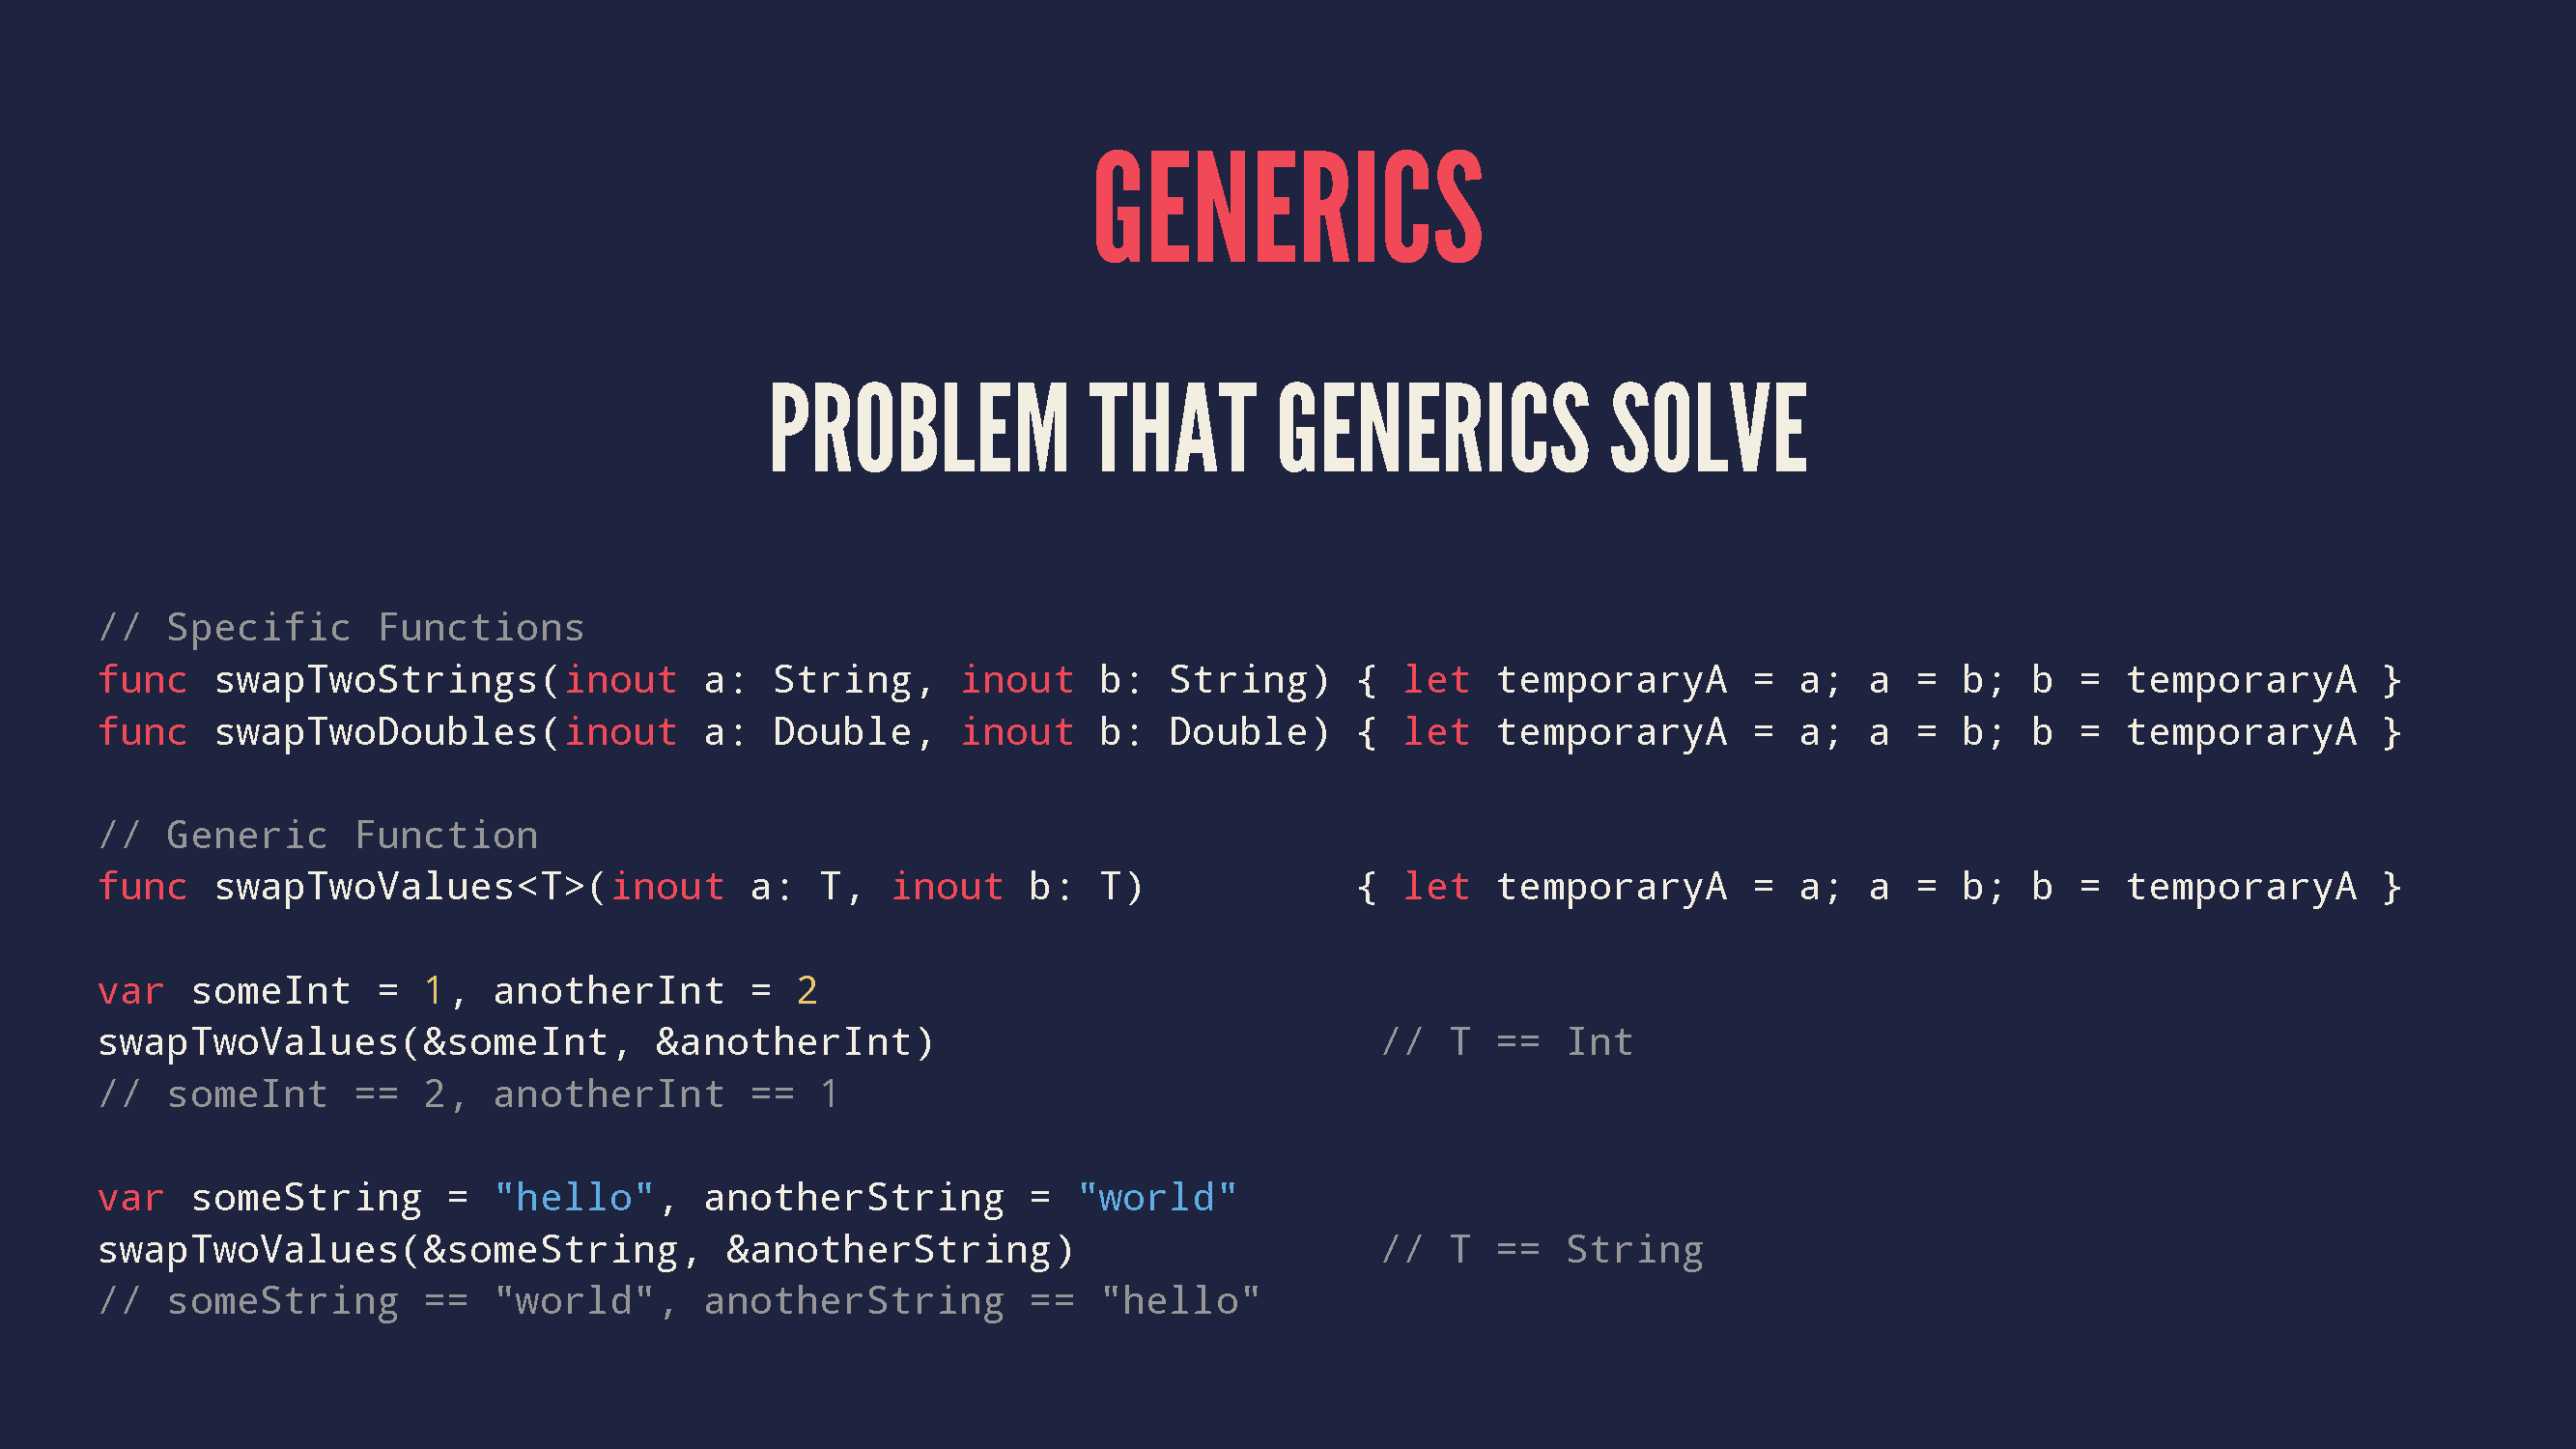 GENERICS
PROBLEM THAT GENERICS SOLVE
// Specific Functions
func swapTwoStrings(inout a: String, inout b: String) { let temporaryA = a; a = b; b = temporaryA }
func swapTwoDoubles(inout a: Double, inout b: Double) { let temporaryA = a; a = b; b = temporaryA }
// Generic Function
func swapTwoValues<T>(inout a: T, inout b: T) { let temporaryA = a; a = b; b = temporaryA }
var someInt = 1, anotherInt = 2
swapTwoValues(&someInt, &anotherInt) // T == Int
// someInt == 2, anotherInt == 1
var someString = "hello", anotherString = "world"
swapTwoValues(&someString, &anotherString) // T == String
// someString == "world", anotherString == "hello"